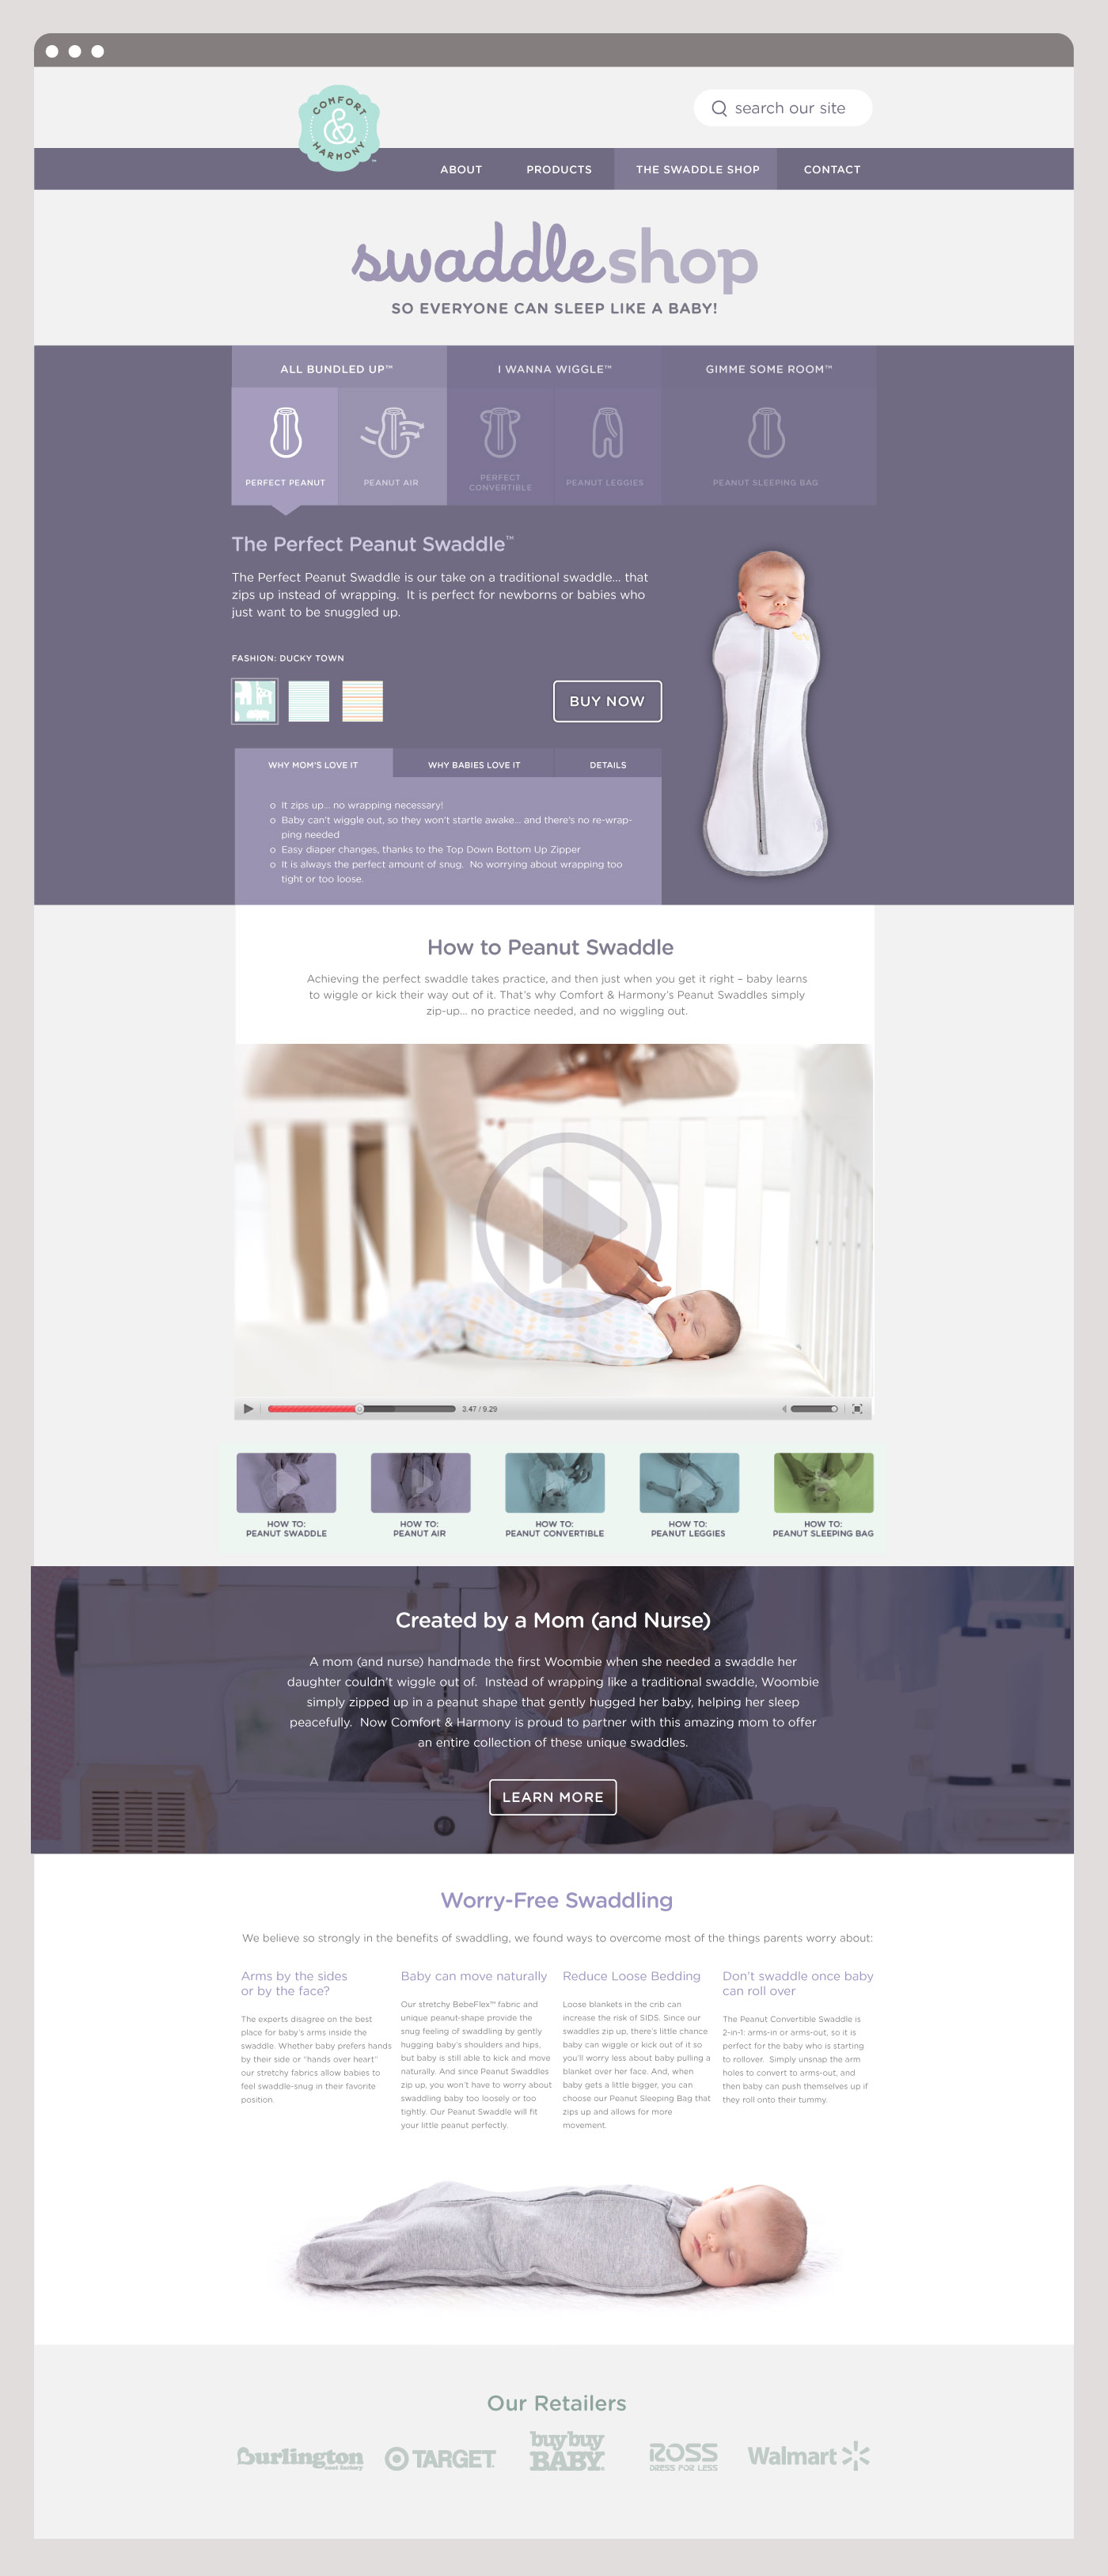 COMFORT
&
HARMONY™
search our site
ABOUT PRODUCTS THE SWADDLE SHOP CONTACT
swaddle shop
SO EVERYONE CAN SLEEP LIKE A BABY!
ALL BUNDLED UP™ I WANNA WIGGLE™ GIMME SOME ROOM™
PERFECT PEANUT
PEANUT AIR
PERFECT
CONVERTIBLE
PEANUT LEGGIES
PEANUT SLEEPING BAG
The Perfect Peanut Swaddle™
The Perfect Peanut Swaddle is our take on a traditional swaddle... that
zips up instead of wrapping.  It is perfect for newborns or babies who
just want to be snuggled up.
FASHION: DUCKY TOWN
BUY NOW
WHY MOM'S LOVE IT WHY BABIES LOVE IT DETAILS
o It zips up... no wrapping necessary!
o Baby can't wiggle out, so they won't startle awake... and there's no re-wrap-
ping needed
o Easy diaper changes, thanks to the Top Down Bottom Up Zipper
o It is always the perfect amount of snug.  No worrying about wrapping too
tight or too loose.
How to Peanut Swaddle
Achieving the perfect swaddle takes practice, and then just when you get it right – baby learns
to wiggle or kick their way out of it. That's why Comfort & Harmony's Peanut Swaddles simply
zip-up... no practice needed, and no wiggling out.
3.47 / 9.29
HOW TO:
PEANUT SWADDLE
HOW TO:
PEANUT AIR
HOW TO:
PEANUT CONVERTIBLE
HOW TO:
PEANUT LEGGIES
HOW TO:
PEANUT SLEEPING BAG
Created by a Mom (and Nurse)
A mom (and nurse) handmade the first Woombie when she needed a swaddle her
daughter couldn't wiggle out of.  Instead of wrapping like a traditional swaddle, Woombie
simply zipped up in a peanut shape that gently hugged her baby, helping her sleep
peacefully.  Now Comfort & Harmony is proud to partner with this amazing mom to offer
an entire collection of these unique swaddles.
LEARN MORE
Worry-Free Swaddling
We believe so strongly in the benefits of swaddling, we found ways to overcome most of the things parents worry about:
Arms by the sides
or by the face?
The experts disagree on the best
place for baby's arms inside the
swaddle. Whether baby prefers hands
by their side or "hands over heart"
our stretchy fabrics allow babies to
feel swaddle-snug in their favorite
position.
Baby can move naturally
Our stretchy BebeFlex™ fabric and
unique peanut-shape provide the
snug feeling of swaddling by gently
hugging baby's shoulders and hips,
but baby is still able to kick and move
naturally. And since Peanut Swaddles
zip up, you won't have to worry about
swaddling baby too loosely or too
tightly. Our Peanut Swaddle will fit
your little peanut perfectly.
Reduce Loose Bedding
Loose blankets in the crib can
increase the risk of SIDS. Since our
swaddles zip up, there's little chance
baby can wiggle or kick out of it so
you'll worry less about baby pulling a
blanket over her face. And, when
baby gets a little bigger, you can
choose our Peanut Sleeping Bag that
zips up and allows for more
movement.
Don't swaddle once baby
can roll over
The Peanut Convertible Swaddle is
2-in-1: arms-in or arms-out, so it is
perfect for the baby who is starting
to rollover.  Simply unsnap the arm
holes to convert to arms-out, and
then baby can push themselves up if
they roll onto their tummy.
Our Retailers
Burlington
coat factory
TARGET
buybuy
BABY
ROSS
DRESS FOR LESS
Walmart